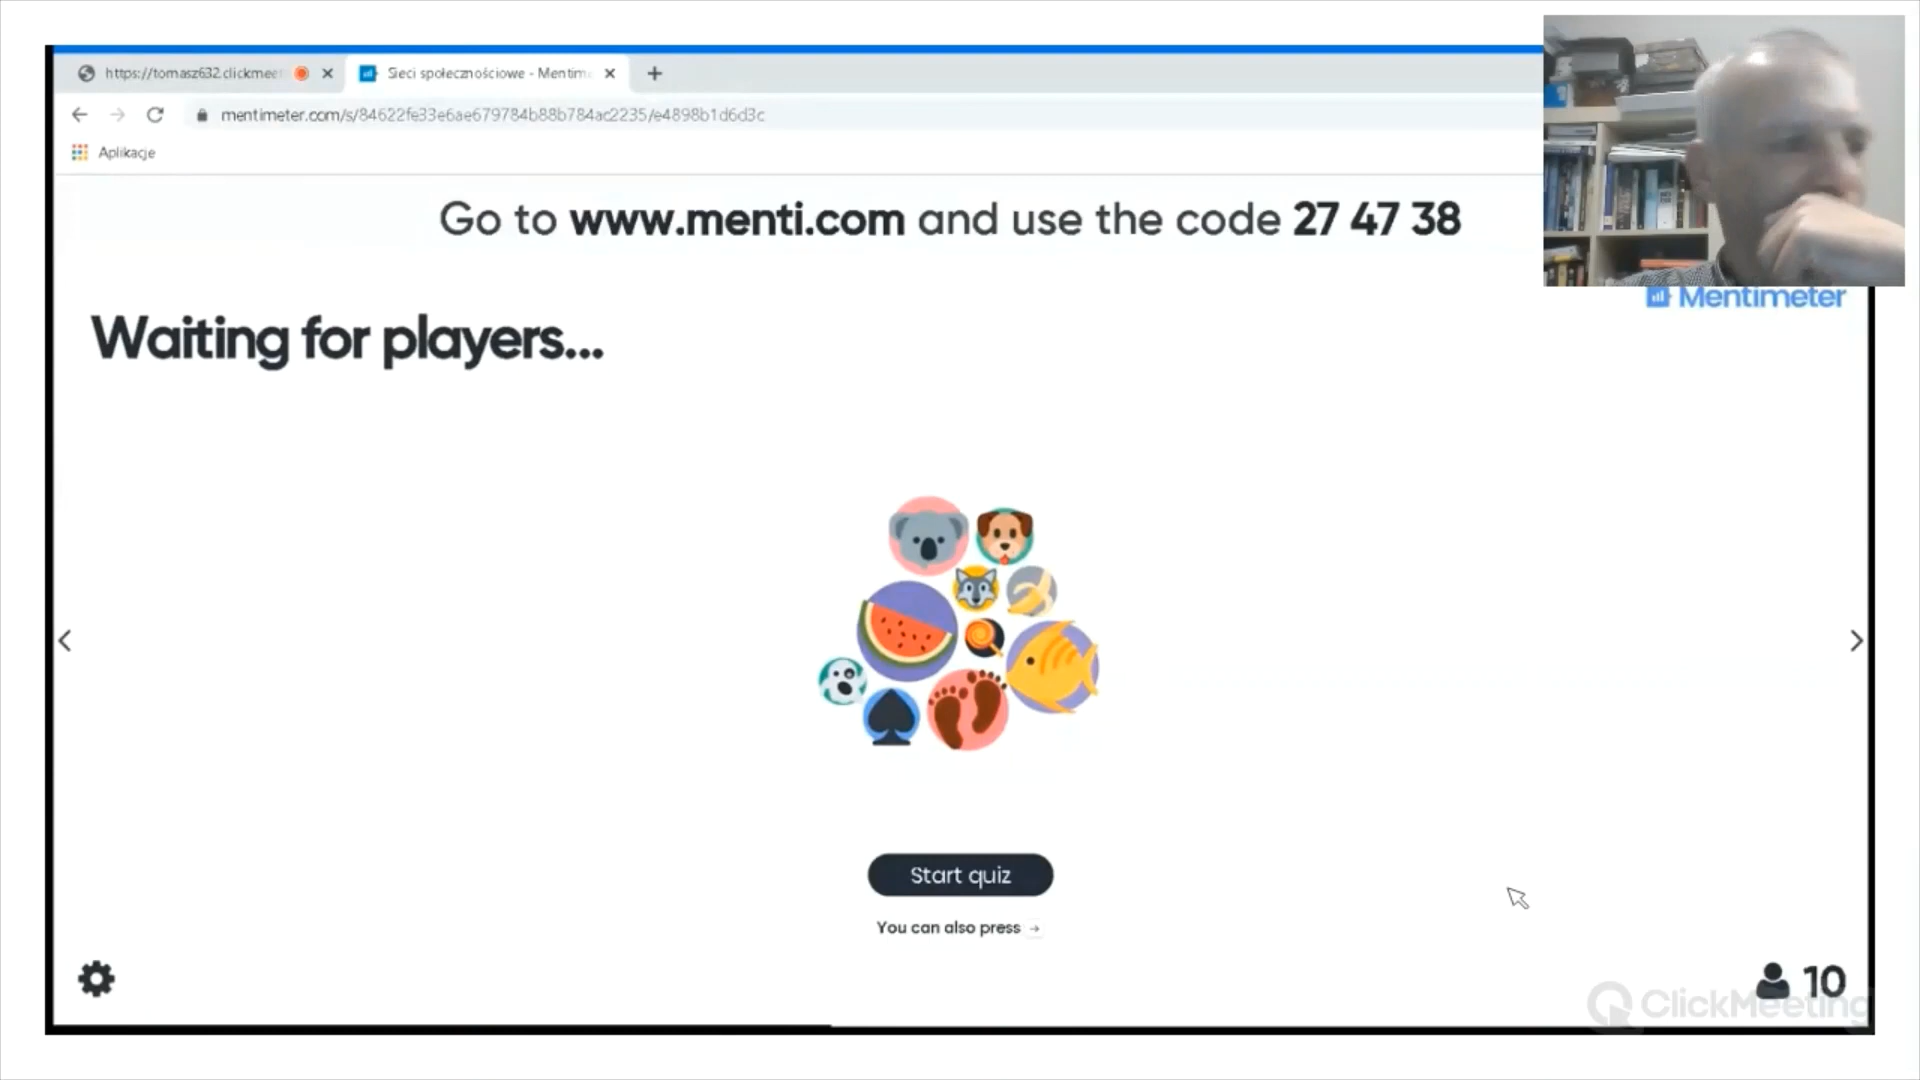 https://tomasz632.clickmee
Sieci społecznościowe - Mentim
mentimeter.com/s/84622fe33e6ae679784b88b784ac2235/e4898b1d6d3c
Aplikacje
Go to www.menti.com and use the code 27 47 38
Mentimeter
Waiting for players...
Start quiz
You can also press →
10
ClickMeeting